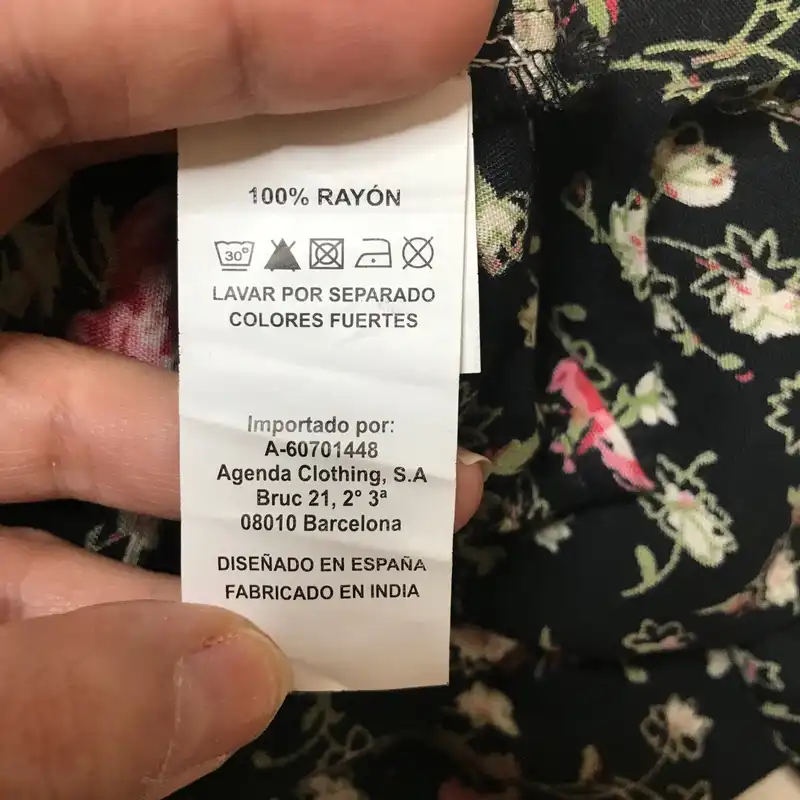 100% RAYÓN
30°
LAVAR POR SEPARADO
COLORES FUERTES
Importado por:
A-60701448
Agenda Clothing, S.A
Bruc 21, 2° 3ª
08010 Barcelona
DISEÑADO EN ESPAÑA
FABRICADO EN INDIA